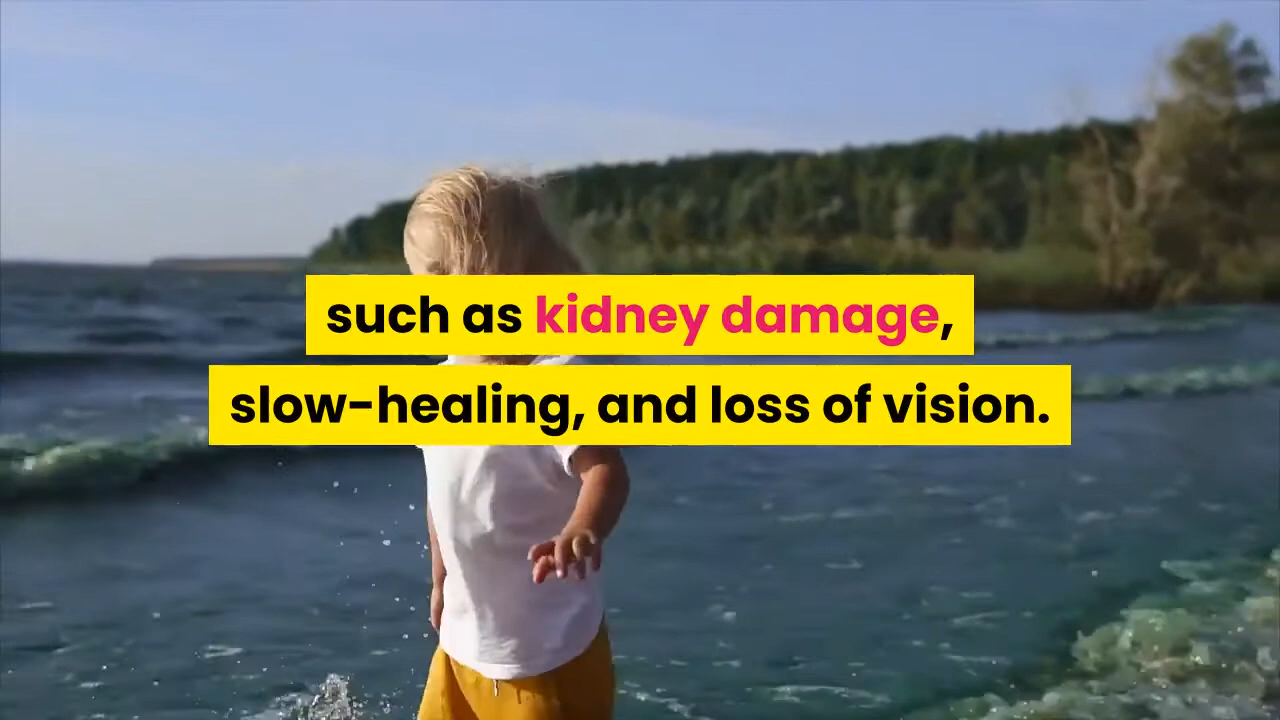 such as kidney damage,
slow-healing, and loss of vision.